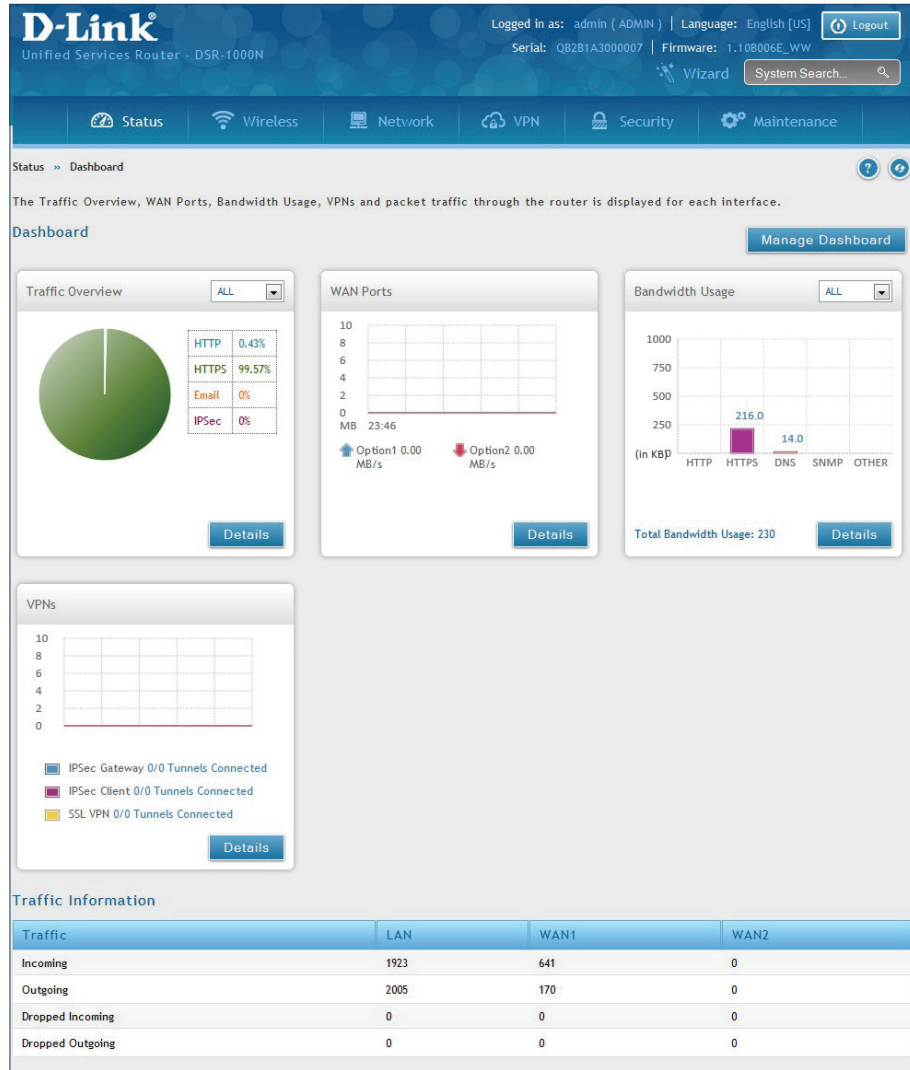 D-Link
Unified Services Router - DSR-1000N
Logged in as: admin ( ADMIN ) | Language: English [US]
Logout
Serial: QB2B1A3000007 | Firmware: 1.10B006E_WW
Wizard
System Search...
Status
Wireless
Network
VPN
Security
Maintenance
Status » Dashboard
?
The Traffic Overview, WAN Ports, Bandwidth Usage, VPNs and packet traffic through the router is displayed for each interface.
Dashboard
Manage Dashboard
Traffic Overview
ALL
HTTP 0.43%
HTTPS 99.57%
Email 0%
IPSec 0%
Details
WAN Ports
10
8
6
4
2
0
MB 23:46
Option1 0.00 MB/s
Option2 0.00 MB/s
Details
Bandwidth Usage
ALL
1000
750
500
250
0
(in KB)
216.0
14.0
HTTP HTTPS DNS SNMP OTHER
Total Bandwidth Usage: 230
Details
VPNs
10
8
6
4
2
0
IPSec Gateway 0/0 Tunnels Connected
IPSec Client 0/0 Tunnels Connected
SSL VPN 0/0 Tunnels Connected
Details
Traffic Information
Traffic LAN WAN1 WAN2
Incoming 1923 641 0
Outgoing 2005 170 0
Dropped Incoming 0 0 0
Dropped Outgoing 0 0 0